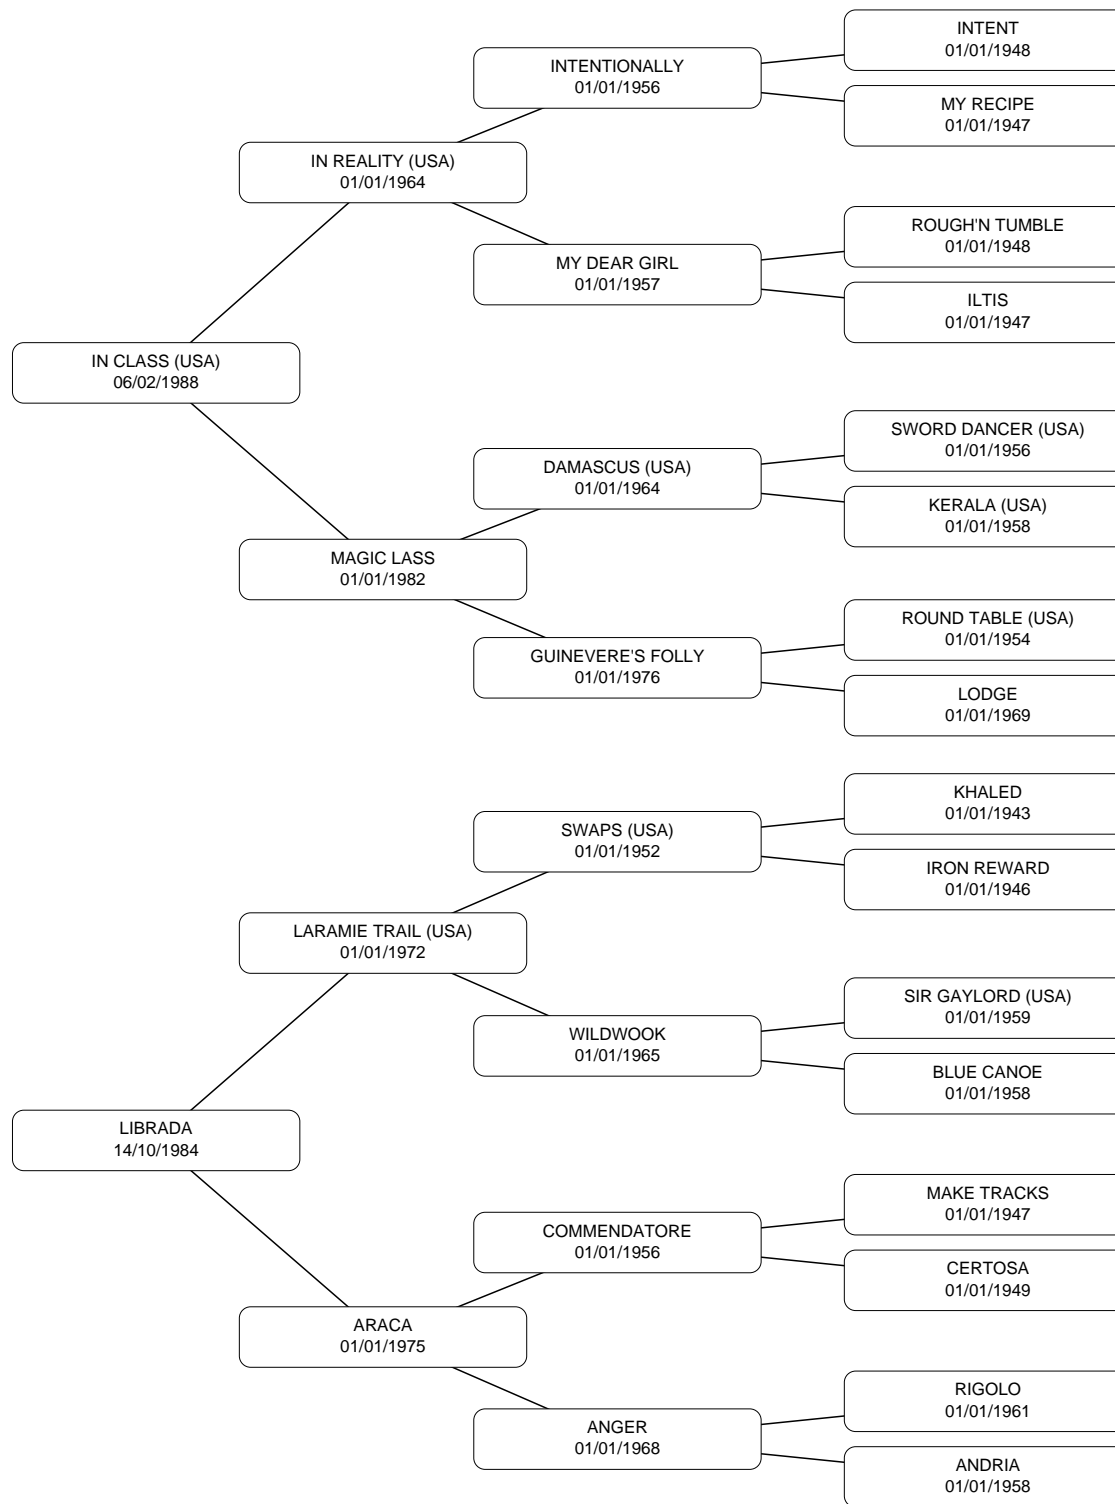 INTENT
01/01/1948
INTENTIONALLY
01/01/1956
MY RECIPE
01/01/1947
IN REALITY (USA)
01/01/1964
ROUGH'N TUMBLE
01/01/1948
MY DEAR GIRL
01/01/1957
ILTIS
01/01/1947
IN CLASS (USA)
06/02/1988
SWORD DANCER (USA)
01/01/1956
DAMASCUS (USA)
01/01/1964
KERALA (USA)
01/01/1958
MAGIC LASS
01/01/1982
ROUND TABLE (USA)
01/01/1954
GUINEVERE'S FOLLY
01/01/1976
LODGE
01/01/1969
KHALED
01/01/1943
SWAPS (USA)
01/01/1952
IRON REWARD
01/01/1946
LARAMIE TRAIL (USA)
01/01/1972
SIR GAYLORD (USA)
01/01/1959
WILDWOOK
01/01/1965
BLUE CANOE
01/01/1958
LIBRADA
14/10/1984
MAKE TRACKS
01/01/1947
COMMENDATORE
01/01/1956
CERTOSA
01/01/1949
ARACA
01/01/1975
RIGOLO
01/01/1961
ANGER
01/01/1968
ANDRIA
01/01/1958